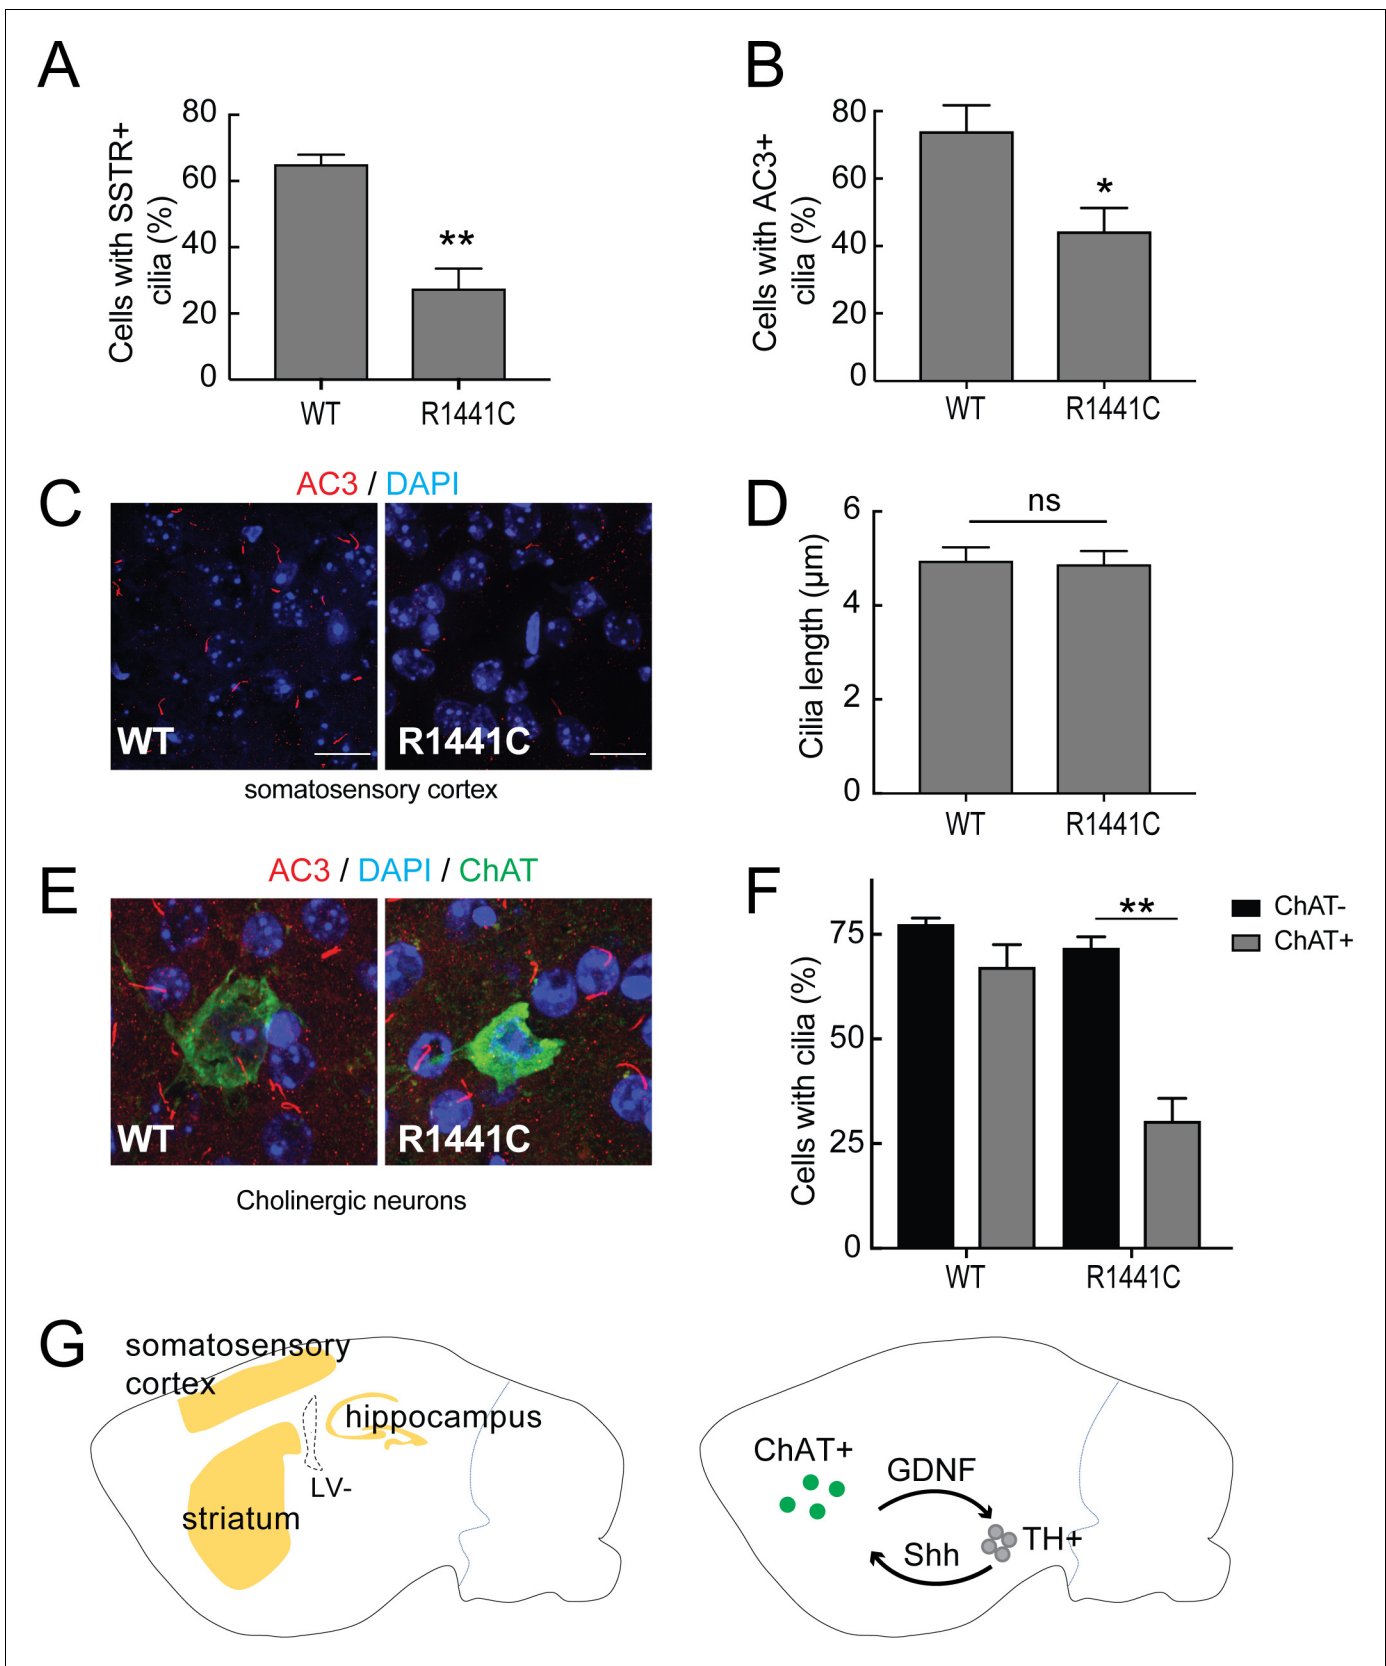 A
Cells with SSTR+
cilia (%)
80
60
40
20
0
**
WT
R1441C
B
Cells with AC3+
cilia (%)
80
60
40
20
0
*
WT
R1441C
C
AC3 / DAPI
WT
R1441C
somatosensory cortex
D
Cilia length (µm)
6
4
2
0
ns
WT
R1441C
E
AC3 / DAPI / ChAT
WT
R1441C
Cholinergic neurons
F
Cells with cilia (%)
75
50
25
0
**
ChAT-
ChAT+
WT
R1441C
G
somatosensory
cortex
hippocampus
LV-
striatum
ChAT+
GDNF
Shh
TH+